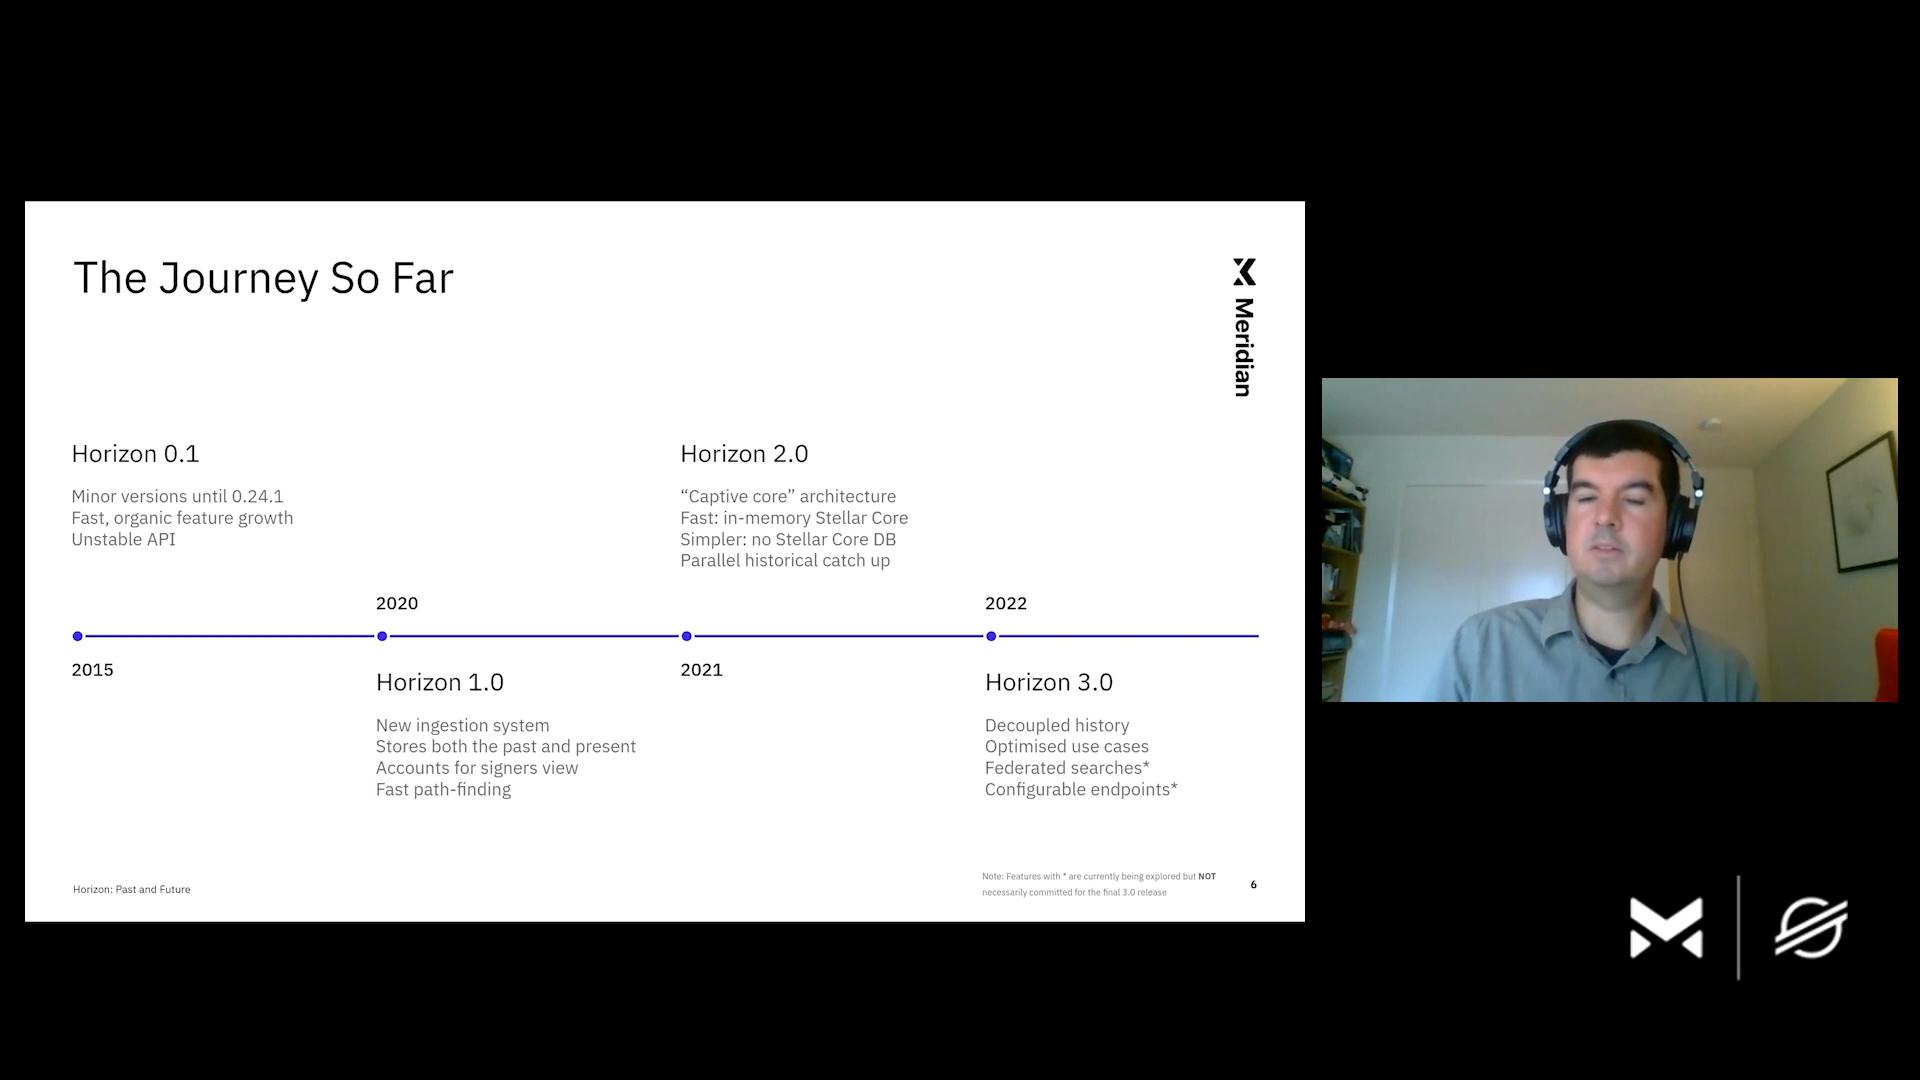 The Journey So Far
Meridian
Horizon 0.1
Minor versions until 0.24.1
Fast, organic feature growth
Unstable API
Horizon 2.0
“Captive core” architecture
Fast: in-memory Stellar Core
Simpler: no Stellar Core DB
Parallel historical catch up
2020
2022
2015
2021
Horizon 1.0
New ingestion system
Stores both the past and present
Accounts for signers view
Fast path-finding
Horizon 3.0
Decoupled history
Optimised use cases
Federated searches*
Configurable endpoints*
Horizon: Past and Future
Note: Features with * are currently being explored but NOT
necessarily committed for the final 3.0 release
6